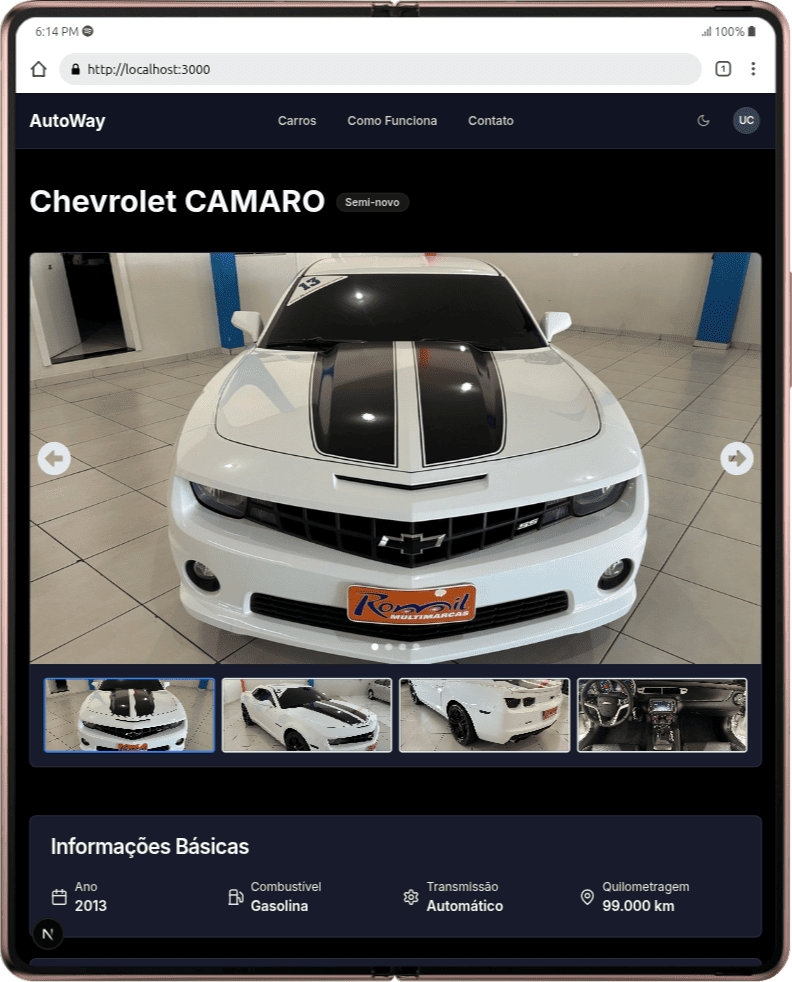 6:14 PM
100%
http://localhost:3000
1
AutoWay
Carros
Como Funciona
Contato
UC
Chevrolet CAMARO
Semi-novo
13
SS
Rommil
MULTIMARCAS
Informações Básicas
Ano
2013
Combustível
Gasolina
Transmissão
Automático
Quilometragem
99.000 km
N